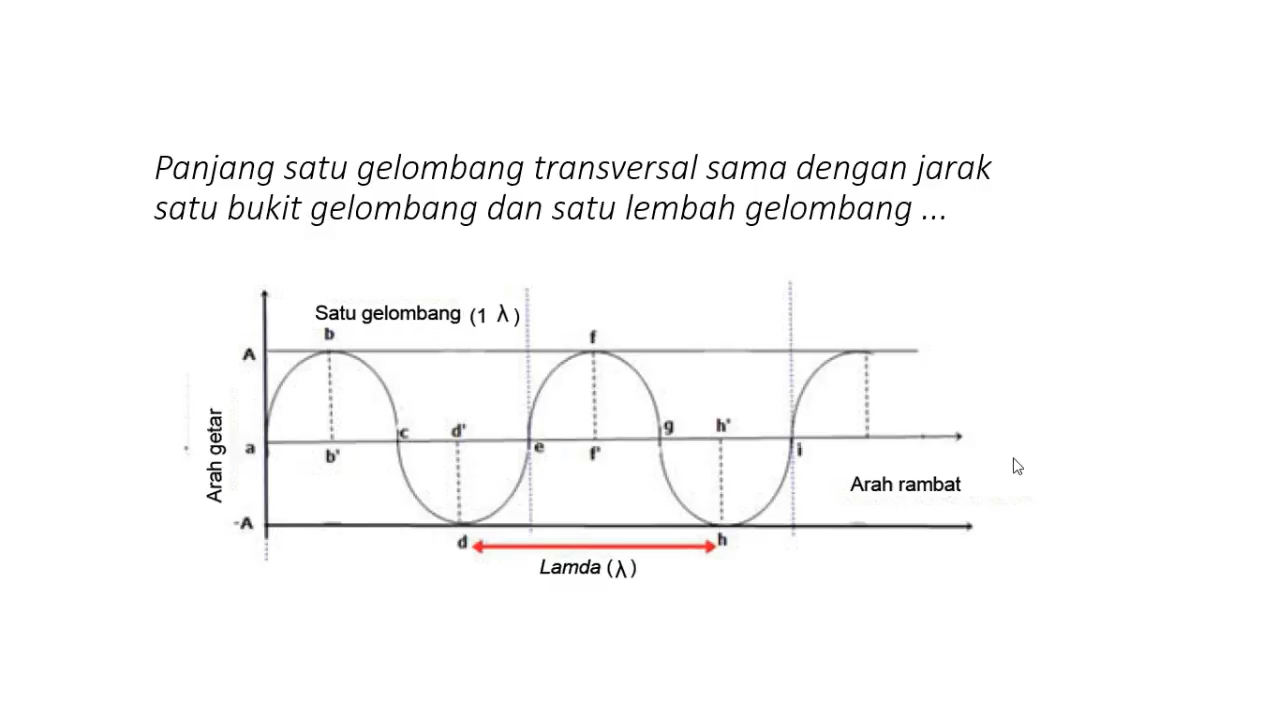 Panjang satu gelombang transversal sama dengan jarak
satu bukit gelombang dan satu lembah gelombang ...
Satu gelombang (1 λ)
b
f
A
Arah getar
a
b'
c
d'
e
f'
g
h'
i
Arah rambat
-A
d
h
Lamda (λ)